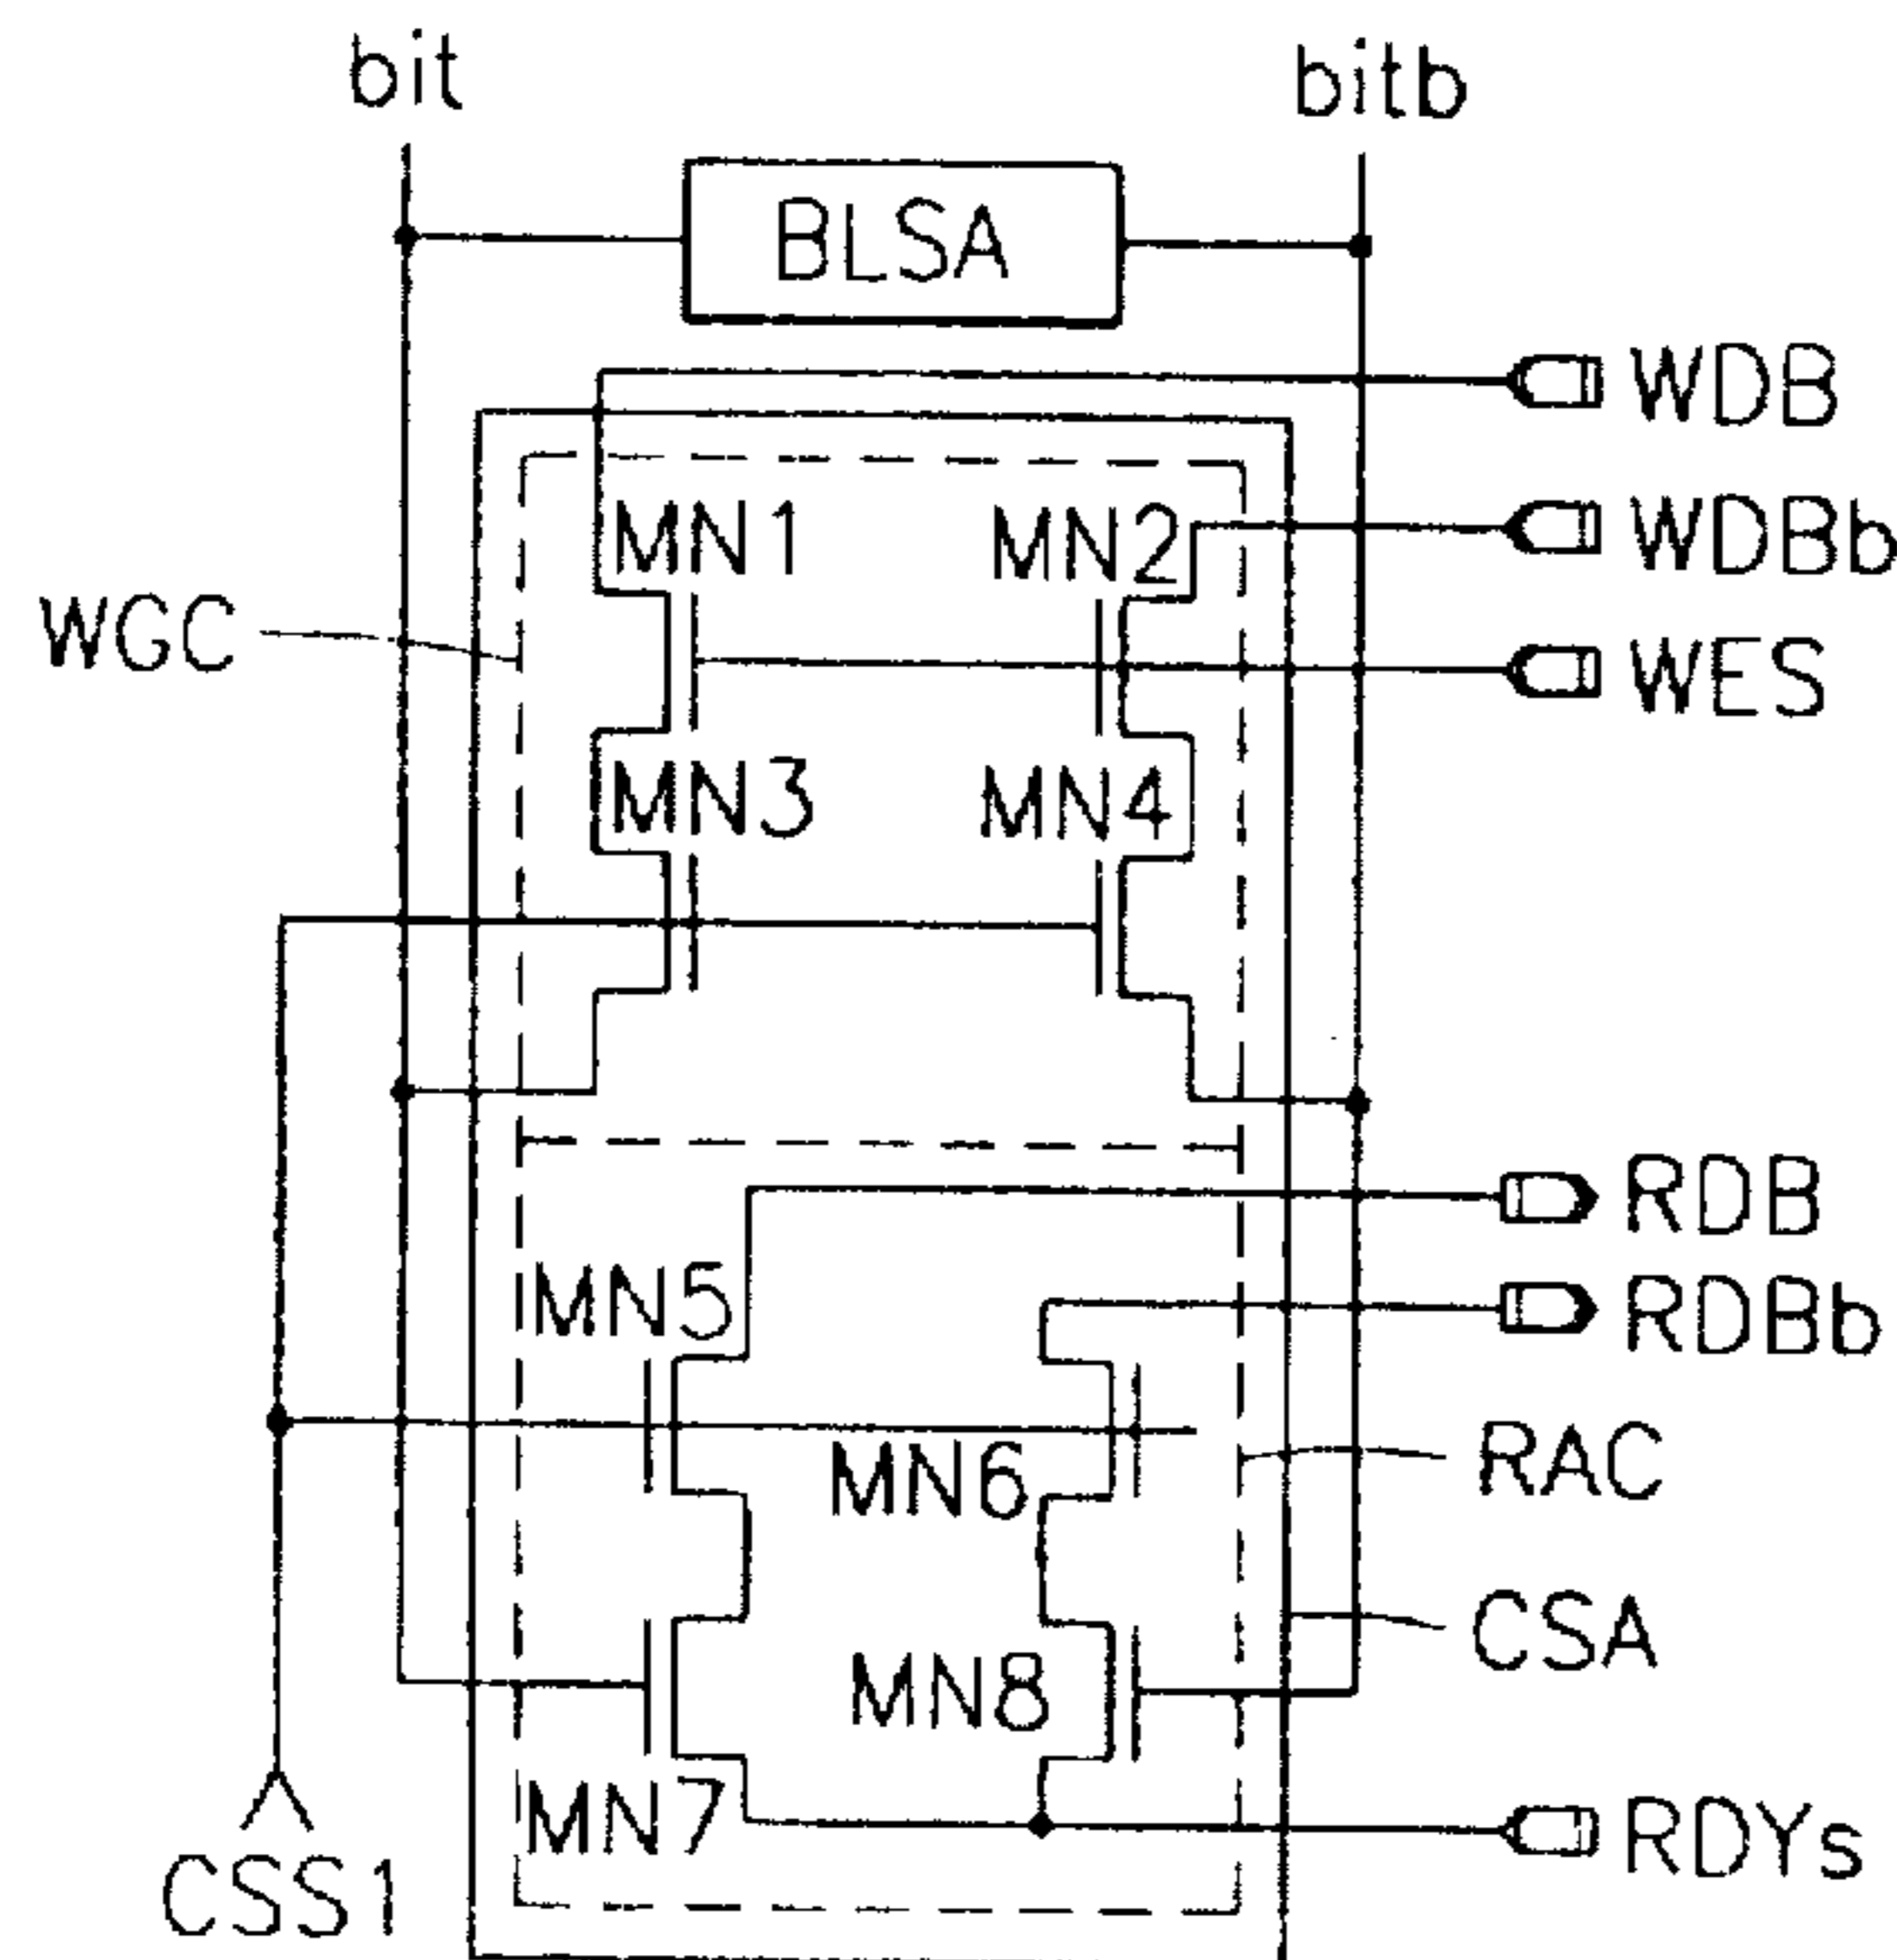 bit
bitb
BLSA
WDB
WDBb
WES
MN1
MN2
WGC
MN3
MN4
RDB
RDBb
MN5
MN6
RAC
CSA
MN8
MN7
RDYs
CSS1